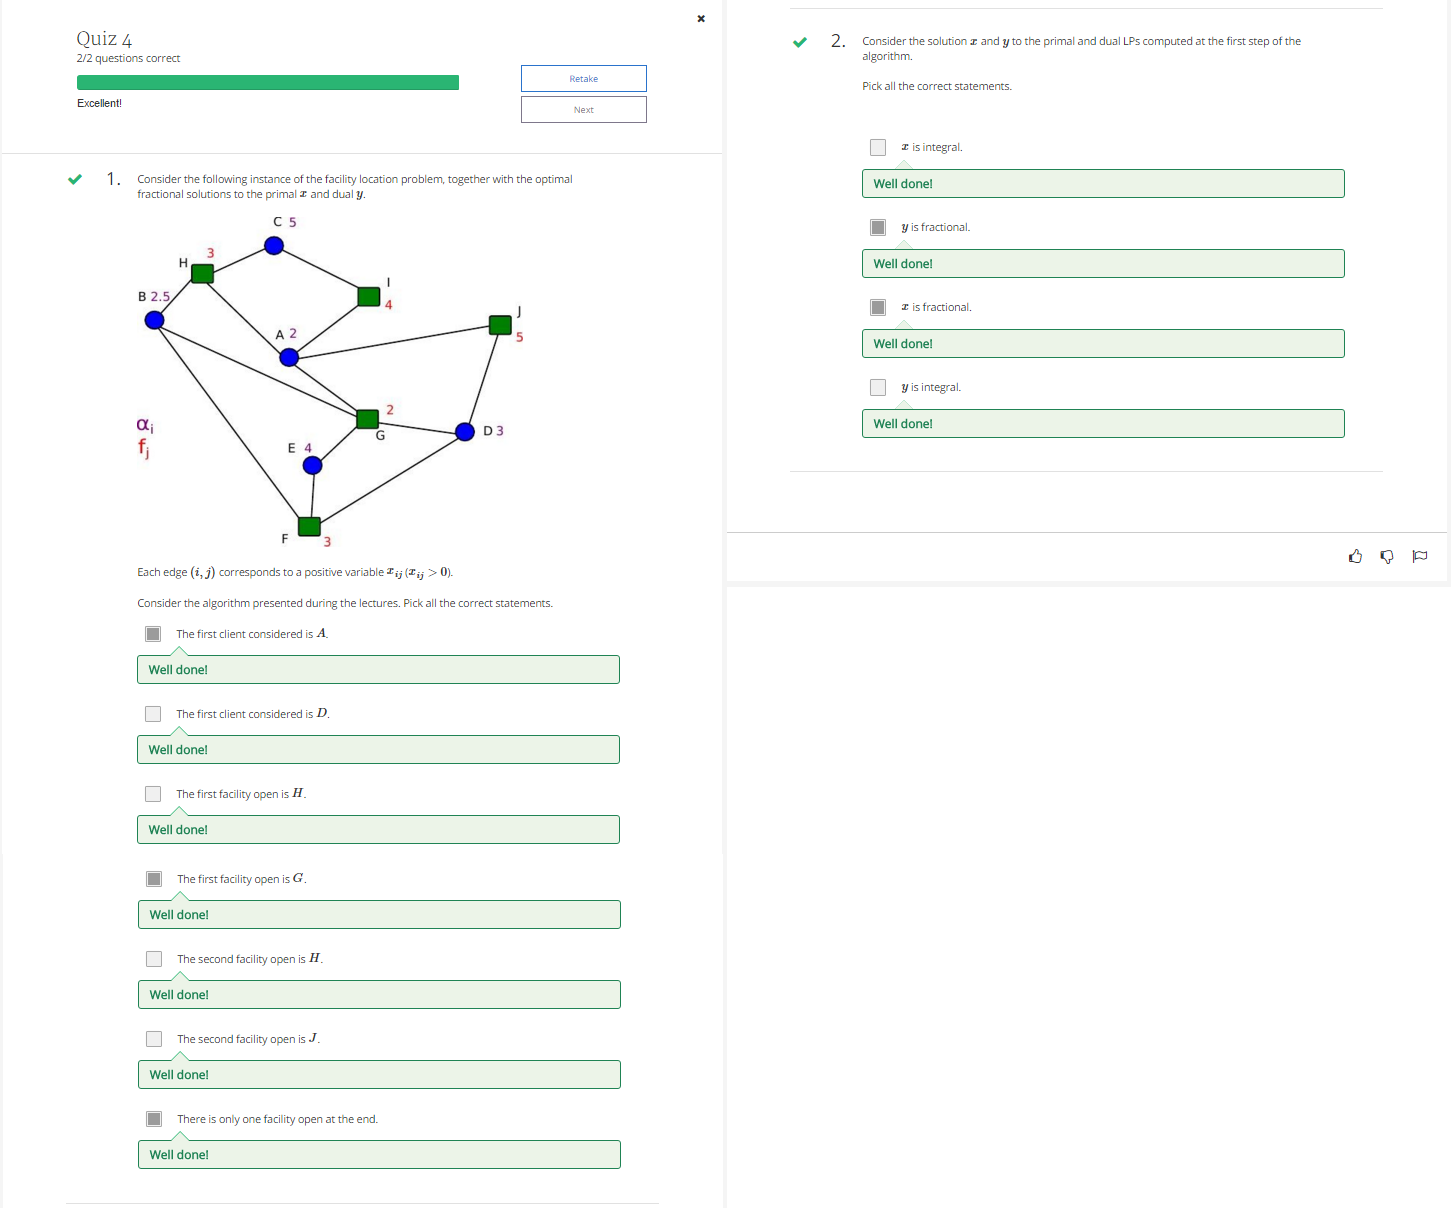 Quiz 4
2/2 questions correct
Excellent!
Retake
Next
1. Consider the following instance of the facility location problem, together with the optimal
fractional solutions to the primal x and dual y.
C 5
3
H
I
B 2.5
4
J
A 2
5
2
αi
G
D 3
fj
E 4
F
3
Each edge (i, j) corresponds to a positive variable xij (xij > 0).
Consider the algorithm presented during the lectures. Pick all the correct statements.
The first client considered is A.
Well done!
The first client considered is D.
Well done!
The first facility open is H.
Well done!
The first facility open is G.
Well done!
The second facility open is H.
Well done!
The second facility open is J.
Well done!
There is only one facility open at the end.
Well done!
2. Consider the solution x and y to the primal and dual LPs computed at the first step of the
algorithm.
Pick all the correct statements.
x is integral.
Well done!
y is fractional.
Well done!
x is fractional.
Well done!
y is integral.
Well done!